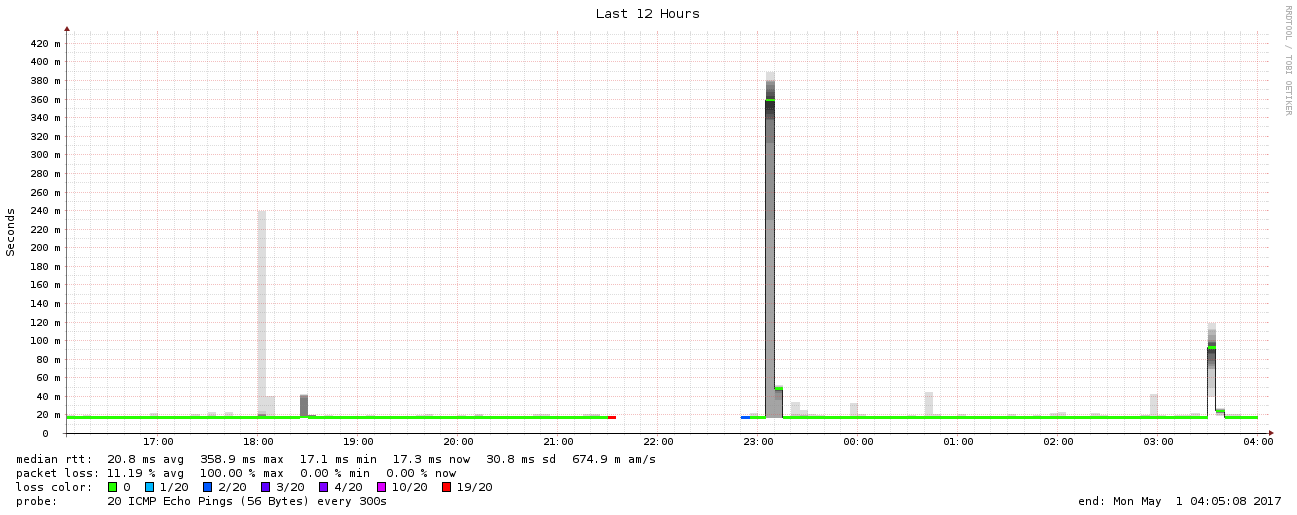 Last 12 Hours
RRDTOOL / TOBI OETIKER
Seconds
420 m
400 m
380 m
360 m
340 m
320 m
300 m
280 m
260 m
240 m
220 m
200 m
180 m
160 m
140 m
120 m
100 m
80 m
60 m
40 m
20 m
0
17:00 18:00 19:00 20:00 21:00 22:00 23:00 00:00 01:00 02:00 03:00 04:00
median rtt: 20.8 ms avg 358.9 ms max 17.1 ms min 17.3 ms now 30.8 ms sd 674.9 m am/s
packet loss: 11.19 % avg 100.00 % max 0.00 % min 0.00 % now
loss color: 0 1/20 2/20 3/20 4/20 10/20 19/20
probe: 20 ICMP Echo Pings (56 Bytes) every 300s end: Mon May 1 04:05:08 2017